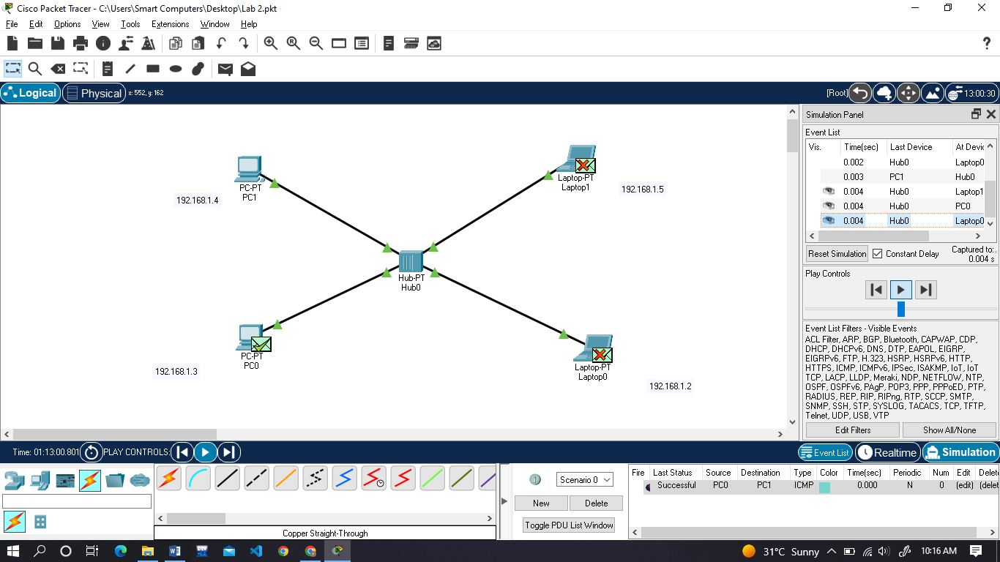 Cisco Packet Tracer - C:\Users\Smart Computers\Desktop\Lab 2.pkt
File Edit Options View Tools Extensions Window Help
Logical Physical x: 552, y: 162 [Root] 13:00:30
PC-PT
PC1
192.168.1.4
Laptop-PT
Laptop1
192.168.1.5
Hub-PT
Hub0
PC-PT
PC0
192.168.1.3
Laptop-PT
Laptop0
192.168.1.2
Simulation Panel
Event List
Vis. Time(sec) Last Device At Devic
0.002 Hub0 Laptop0
0.003 PC1 Hub0
0.004 Hub0 Laptop1
0.004 Hub0 PC0
0.004 Hub0 Laptop0
Reset Simulation Constant Delay Captured to:
0.004 s
Play Controls
Event List Filters - Visible Events
ACL Filter, ARP, BGP, Bluetooth, CAPWAP, CDP,
DHCP, DHCPv6, DNS, DTP, EAPOL, EIGRP,
EIGRPv6, FTP, H.323, HSRP, HSRPv6, HTTP,
HTTPS, ICMP, ICMPv6, IPSec, ISAKMP, IoT, IoT
TCP, LACP, LLDP, Meraki, NDP, NETFLOW, NTP,
OSPF, OSPFv6, PAgP, POP3, PPP, PPPoED, PTP,
RADIUS, REP, RIP, RIPng, RTP, SCCP, SMTP,
SNMP, SSH, STP, SYSLOG, TACACS, TCP, TFTP,
Telnet, UDP, USB, VTP
Edit Filters Show All/None
Time: 01:13:00.801 PLAY CONTROLS: Event List Realtime Simulation
Copper Straight-Through
Scenario 0
New Delete
Toggle PDU List Window
Fire Last Status Source Destination Type Color Time(sec) Periodic Num Edit Delete
Successful PC0 PC1 ICMP 0.000 N 0 (edit) (delet
31°C Sunny 10:16 AM